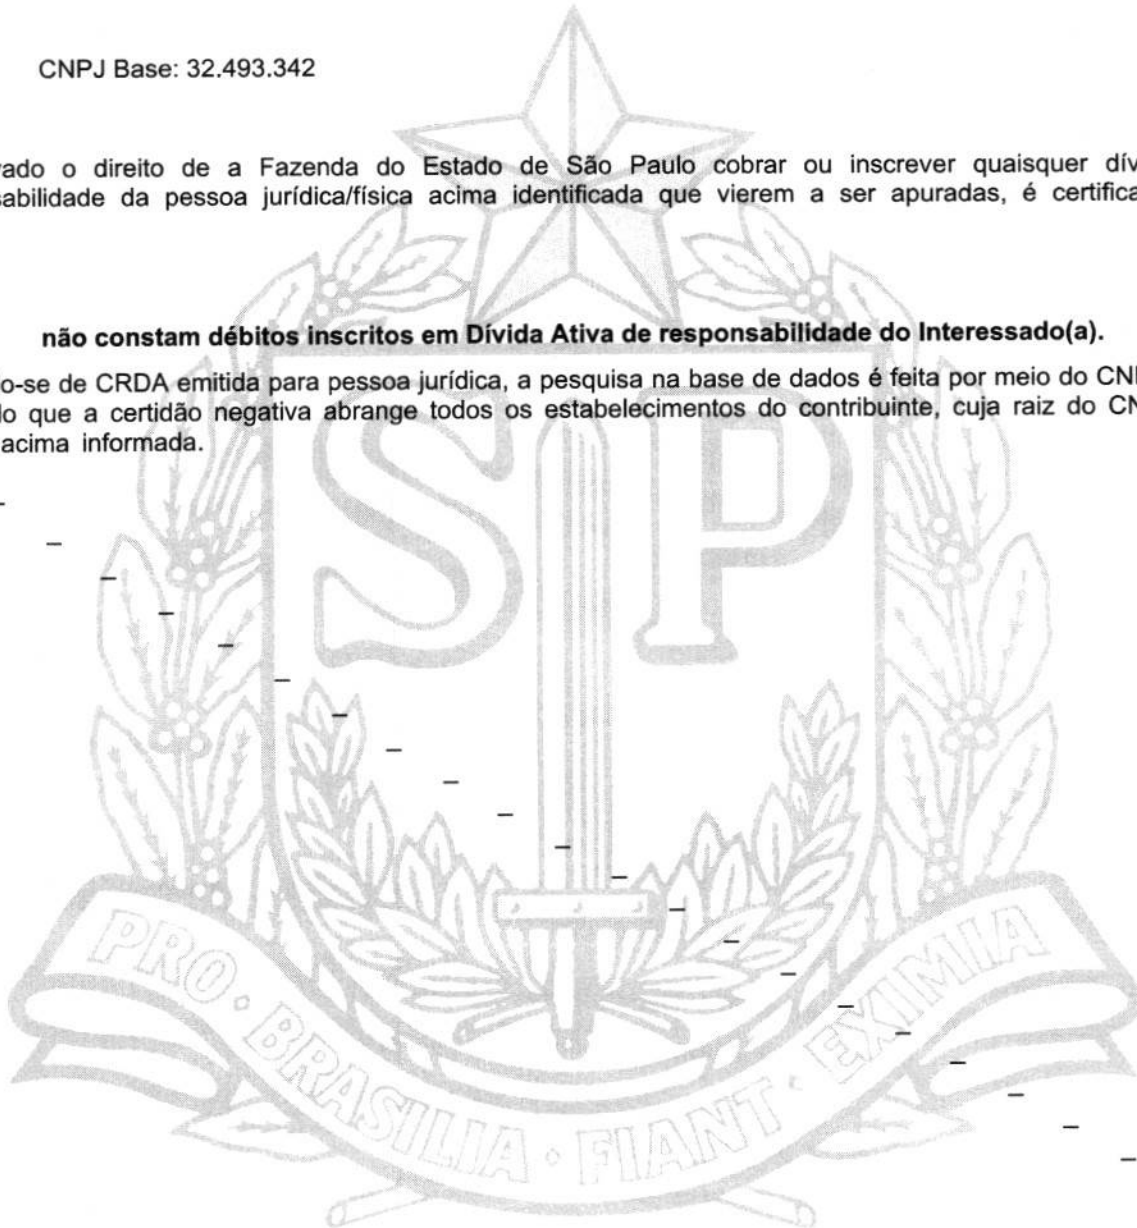 CNPJ Base: 32.493.342
vado o direito de a Fazenda do Estado de São Paulo cobrar ou inscrever quaisquer dív
sabilidade da pessoa jurídica/física acima identificada que vierem a ser apuradas, é certifica
não constam débitos inscritos em Dívida Ativa de responsabilidade do Interessado(a).
o-se de CRDA emitida para pessoa jurídica, a pesquisa na base de dados é feita por meio do CN
lo que a certidão negativa abrange todos os estabelecimentos do contribuinte, cuja raiz do CN
acima informada.
SP
PRO • BRASILIA • FIANT • EXIMIA